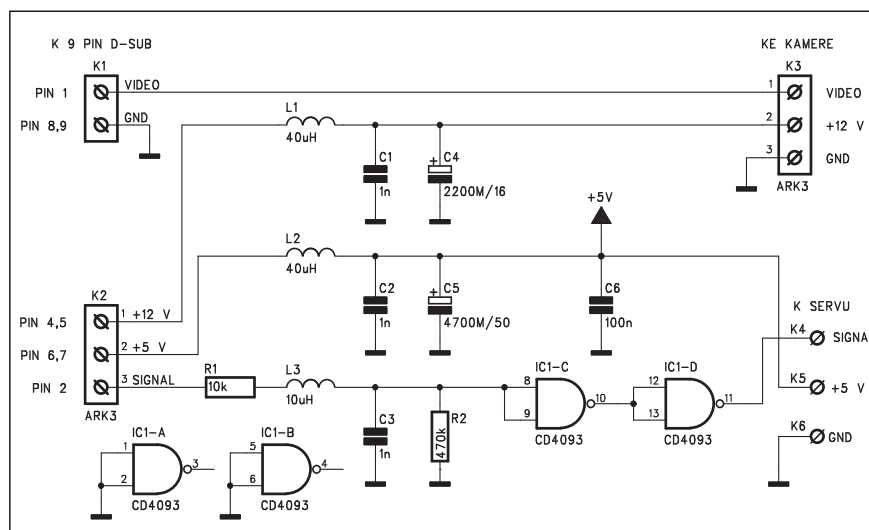 K 9 PIN D-SUB
KE KAMERE
K1
K3
PIN 1
VIDEO
1
VIDEO
PIN 8,9
GND
L1
40uH
2
+12 V
C1
1n
C4
+
2200M/16
3
GND
ARK3
+5V
L2
40uH
K2
C2
1n
C5
+
4700M/50
C6
100n
K SERVU
PIN 4,5
1
+12 V
K4
SIGNA
PIN 6,7
2
+5 V
R1
10k
L3
10uH
IC1-C
IC1-D
PIN 2
3
SIGNAL
8
9
10
12
13
11
K5
+5 V
ARK3
CD4093
CD4093
C3
1n
R2
470k
K6
GND
IC1-A
IC1-B
1
2
3
5
6
4
CD4093
CD4093